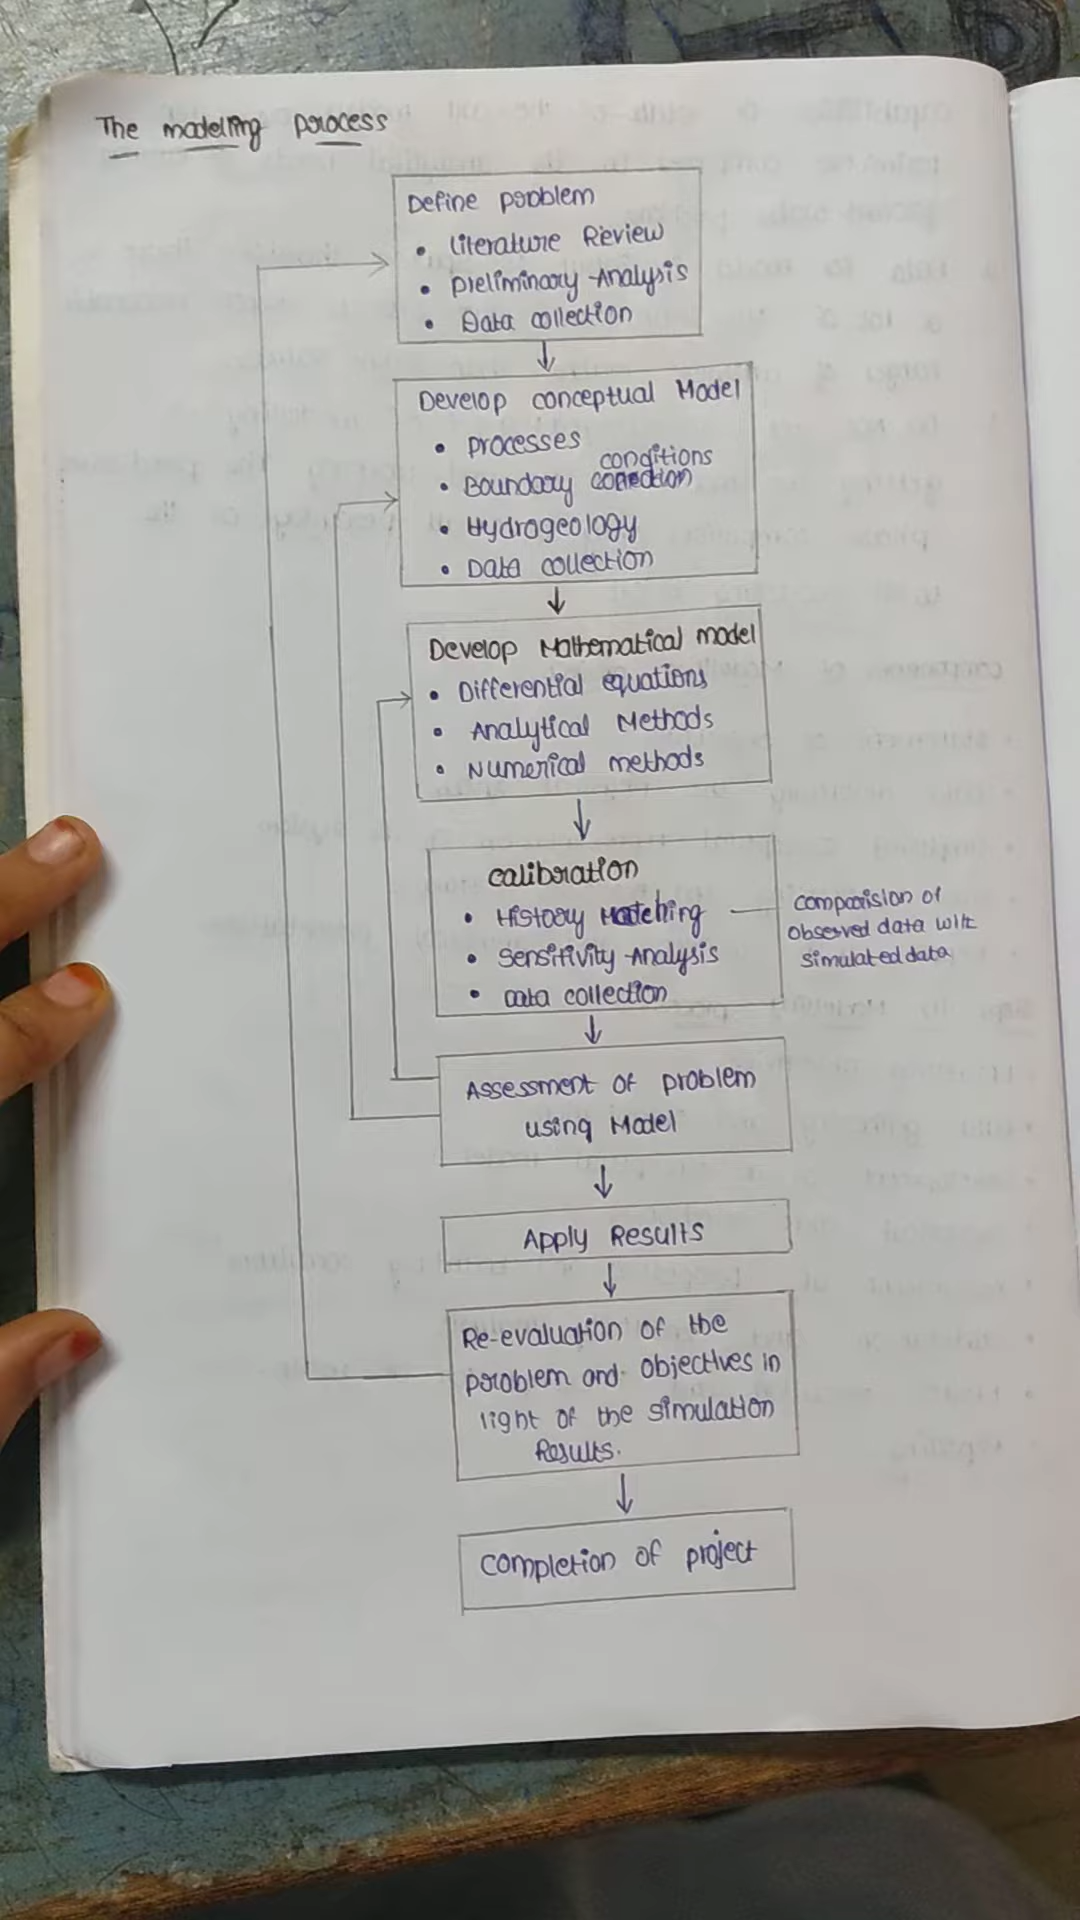 The modelling process
Define problem
• Literature Review
• Preliminary Analysis
• Data collection
Develop conceptual Model
• Processes
conditions
• Boundary
• Hydrogeology
• Data collection
Develop Mathematical model
• Differential equations
• Analytical Methods
• Numerical methods
calibration
• History Matching
• Sensitivity Analysis
• Data collection
comparision of
observed data with
simulated data
Assessment of problem
using Model
Apply Results
Re-evaluation of the
problem and objectives in
light of the simulation
Results.
completion of project